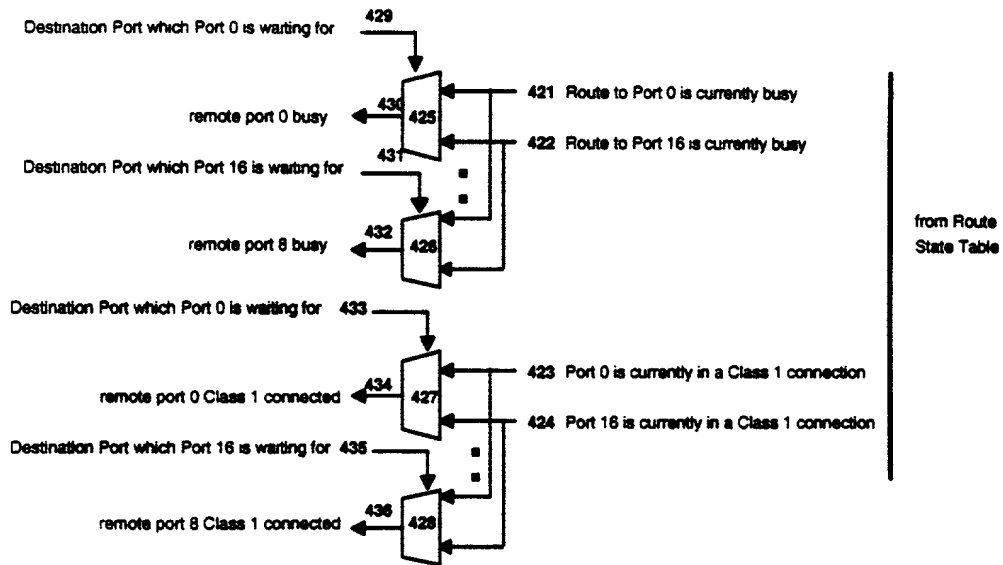 429
Destination Port which Port 0 is waiting for
430
425
421 Route to Port 0 is currently busy
remote port 0 busy
431
422 Route to Port 16 is currently busy
Destination Port which Port 16 is waiting for
432
426
remote port 8 busy
from Route
State Table
Destination Port which Port 0 is waiting for 433
434
427
423 Port 0 is currently in a Class 1 connection
remote port 0 Class 1 connected
424 Port 16 is currently in a Class 1 connection
Destination Port which Port 16 is waiting for 435
436
428
remote port 8 Class 1 connected